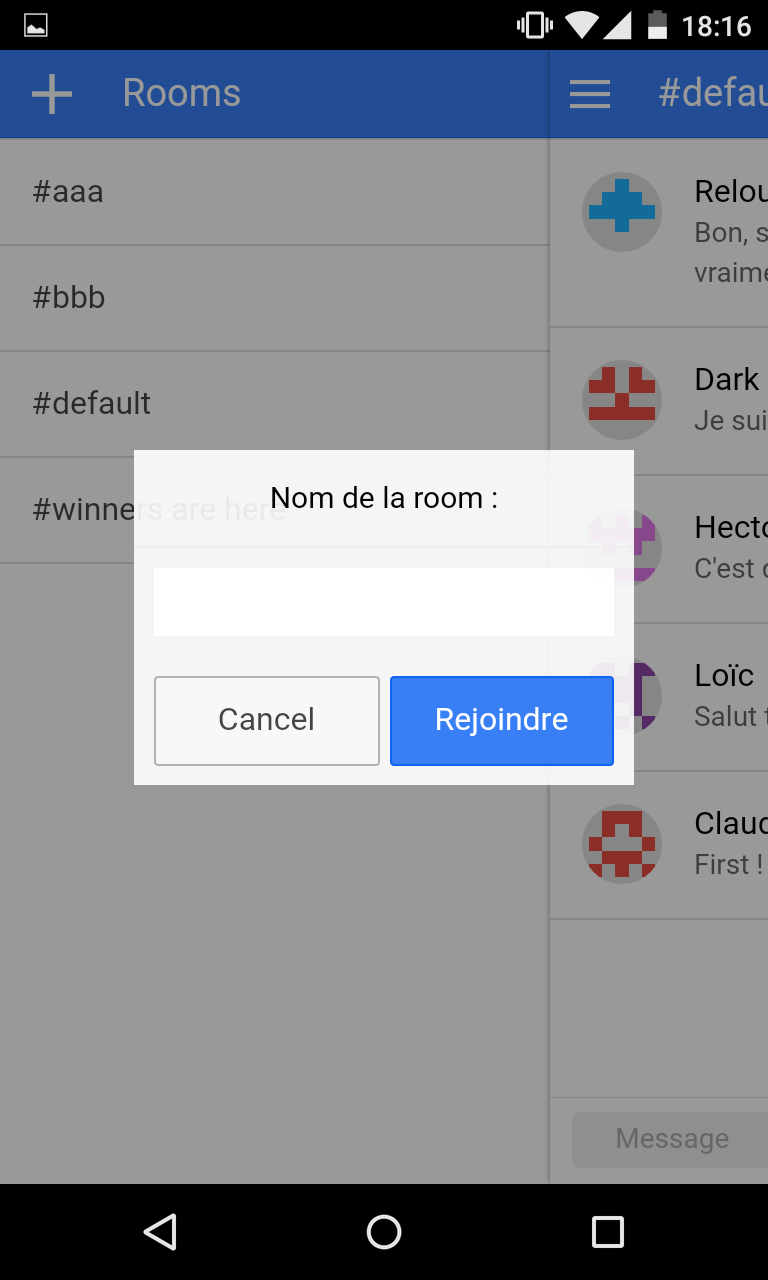 18:16
Rooms
#defau
#aaa
#bbb
#default
#winners are here
Relou
Bon, s
vraime
Dark
Je sui
Hecto
C'est
Loïc
Salut
Claud
First !
Nom de la room :
Cancel
Rejoindre
Message